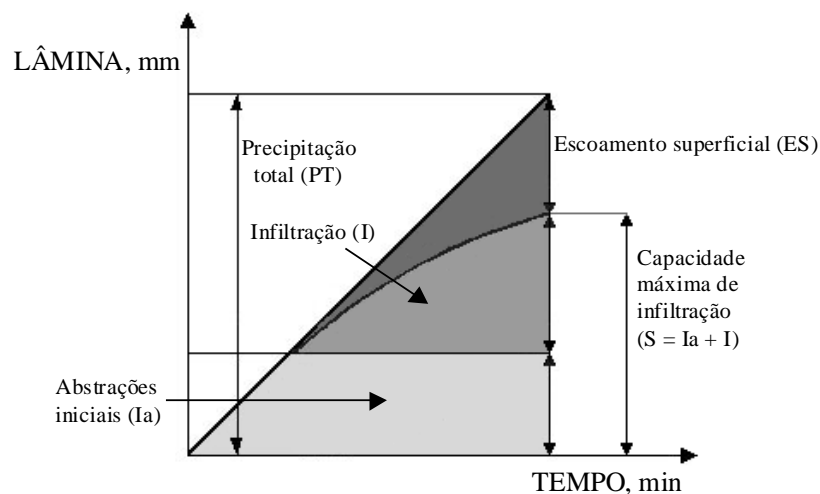 LÂMINA, mm
Precipitação
total (PT)
Escoamento superficial (ES)
Infiltração (I)
Capacidade
máxima de
infiltração
(S = Ia + I)
Abstrações
iniciais (Ia)
TEMPO, min